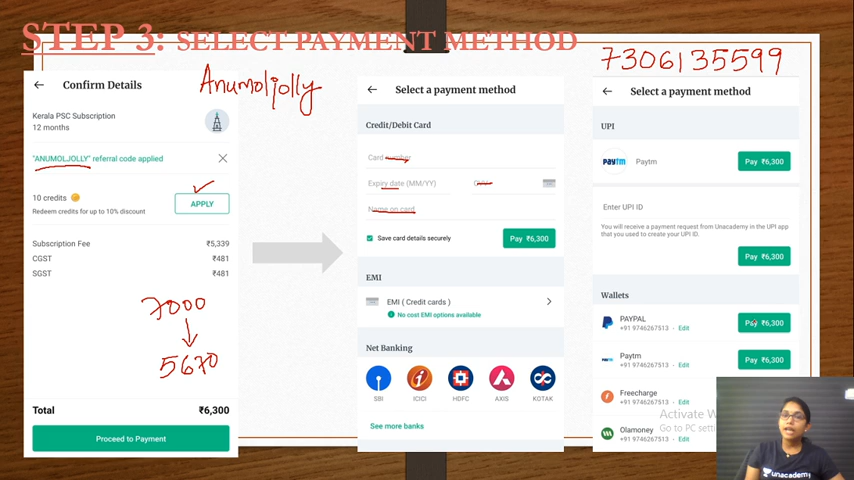 STEP 3: SELECT PAYMENT METHOD
Anumoljolly
7306135599
Confirm Details
Kerala PSC Subscription
12 months
"ANUMOLJOLLY" referral code applied
10 credits
Redeem credits for up to 10% discount
APPLY
Subscription Fee ₹5,339
CGST ₹481
SGST ₹481
7000
5670
Total ₹6,300
Proceed to Payment
Select a payment method
Credit/Debit Card
Card number
Expiry date (MM/YY)
Name on card
Save card details securely
Pay ₹6,300
EMI
EMI ( Credit cards )
No cost EMI options available
Net Banking
SBI ICICI HDFC AXIS KOTAK
See more banks
Select a payment method
UPI
Paytm Paytm Pay ₹6,300
Enter UPI ID
You will receive a payment request from Unacademy in the UPI app
that you used to create your UPI ID.
Pay ₹6,300
Wallets
PAYPAL
+91 9746267513 • Edit
Pay ₹6,300
Paytm Paytm
+91 9746267513 • Edit
Pay ₹6,300
Freecharge
+91 9746267513 • Edit
Olamoney
+91 9746267513 • Edit
Activate W
Go to PC setti
unacademy